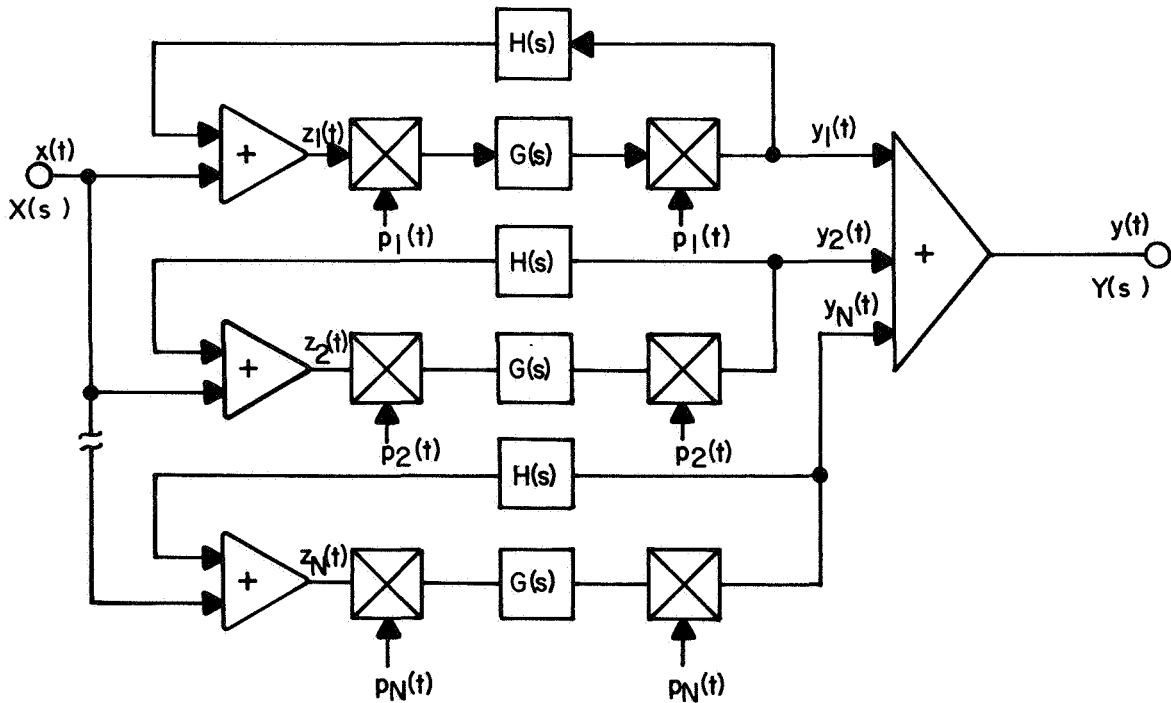 H(s)
x(t)
X(s)
+
z1(t)
G(s)
y1(t)
p1(t)
p1(t)
H(s)
y2(t)
+
y(t)
Y(s)
yN(t)
+
z2(t)
G(s)
p2(t)
p2(t)
H(s)
+
zN(t)
G(s)
pN(t)
pN(t)